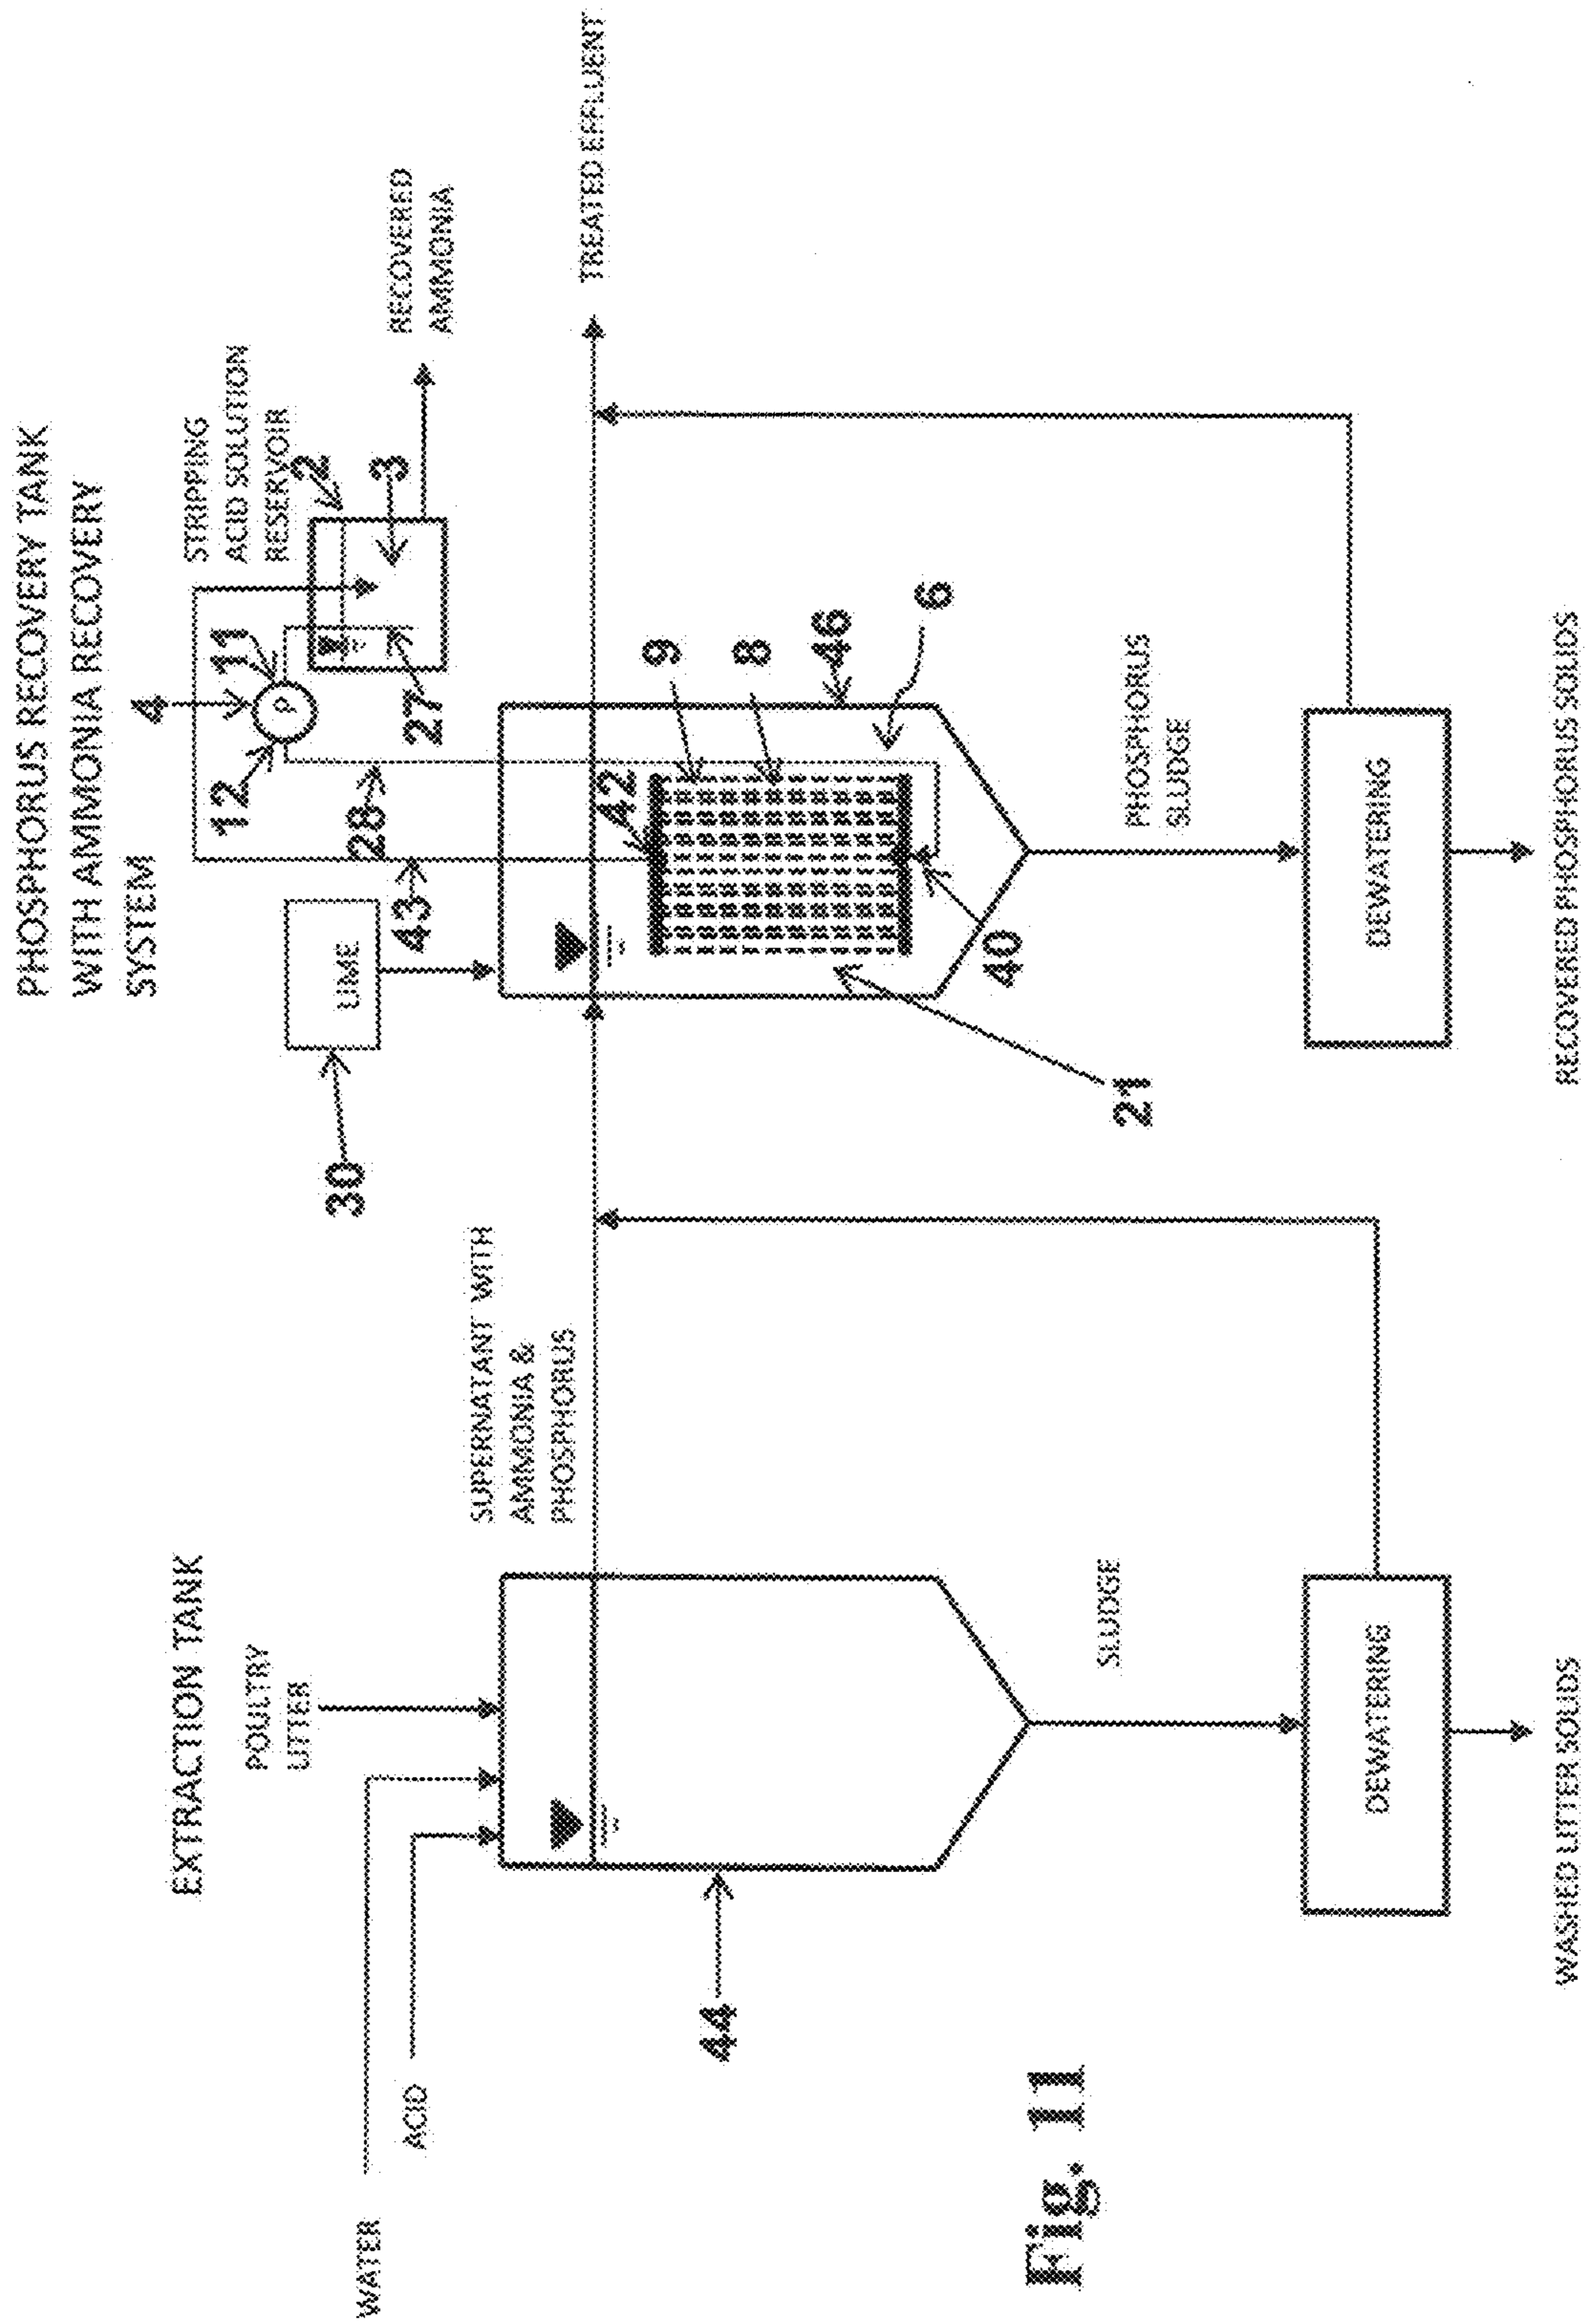 PHOSPHORUS RECOVERY TANK
WITH AMMONIA RECOVERY
SYSTEM
EXTRACTION TANK
WATER
ACID
POULTRY
LITTER
44
SUPERNATANT WITH
AMMONIA &
PHOSPHORUS
SLUDGE
DEWATERING
WASHED LITTER SOLIDS
30
LIME
43
28
12
4
11
P
27
STRIPPING
ACID SOLUTION
RESERVOIR
2
3
RECOVERED
AMMONIA
TREATED EFFLUENT
42
9
8
46
6
40
21
PHOSPHORUS
SLUDGE
DEWATERING
RECOVERED PHOSPHORUS SOLIDS
Fig. 11